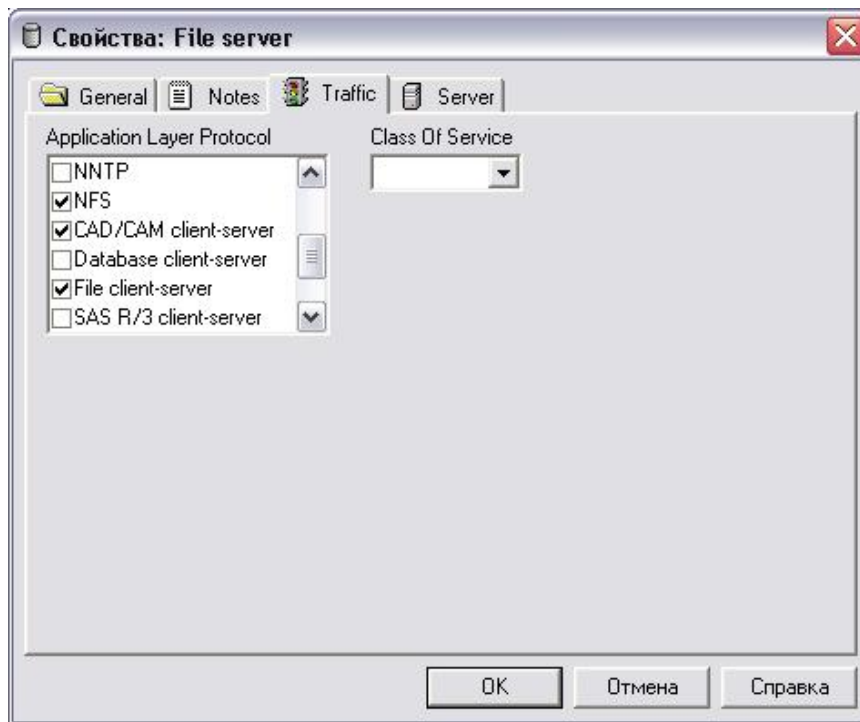 Свойства: File server
General Notes Traffic Server
Application Layer Protocol Class Of Service
NNTP
NFS
CAD/CAM client-server
Database client-server
File client-server
SAS R/3 client-server
OK Отмена Справка